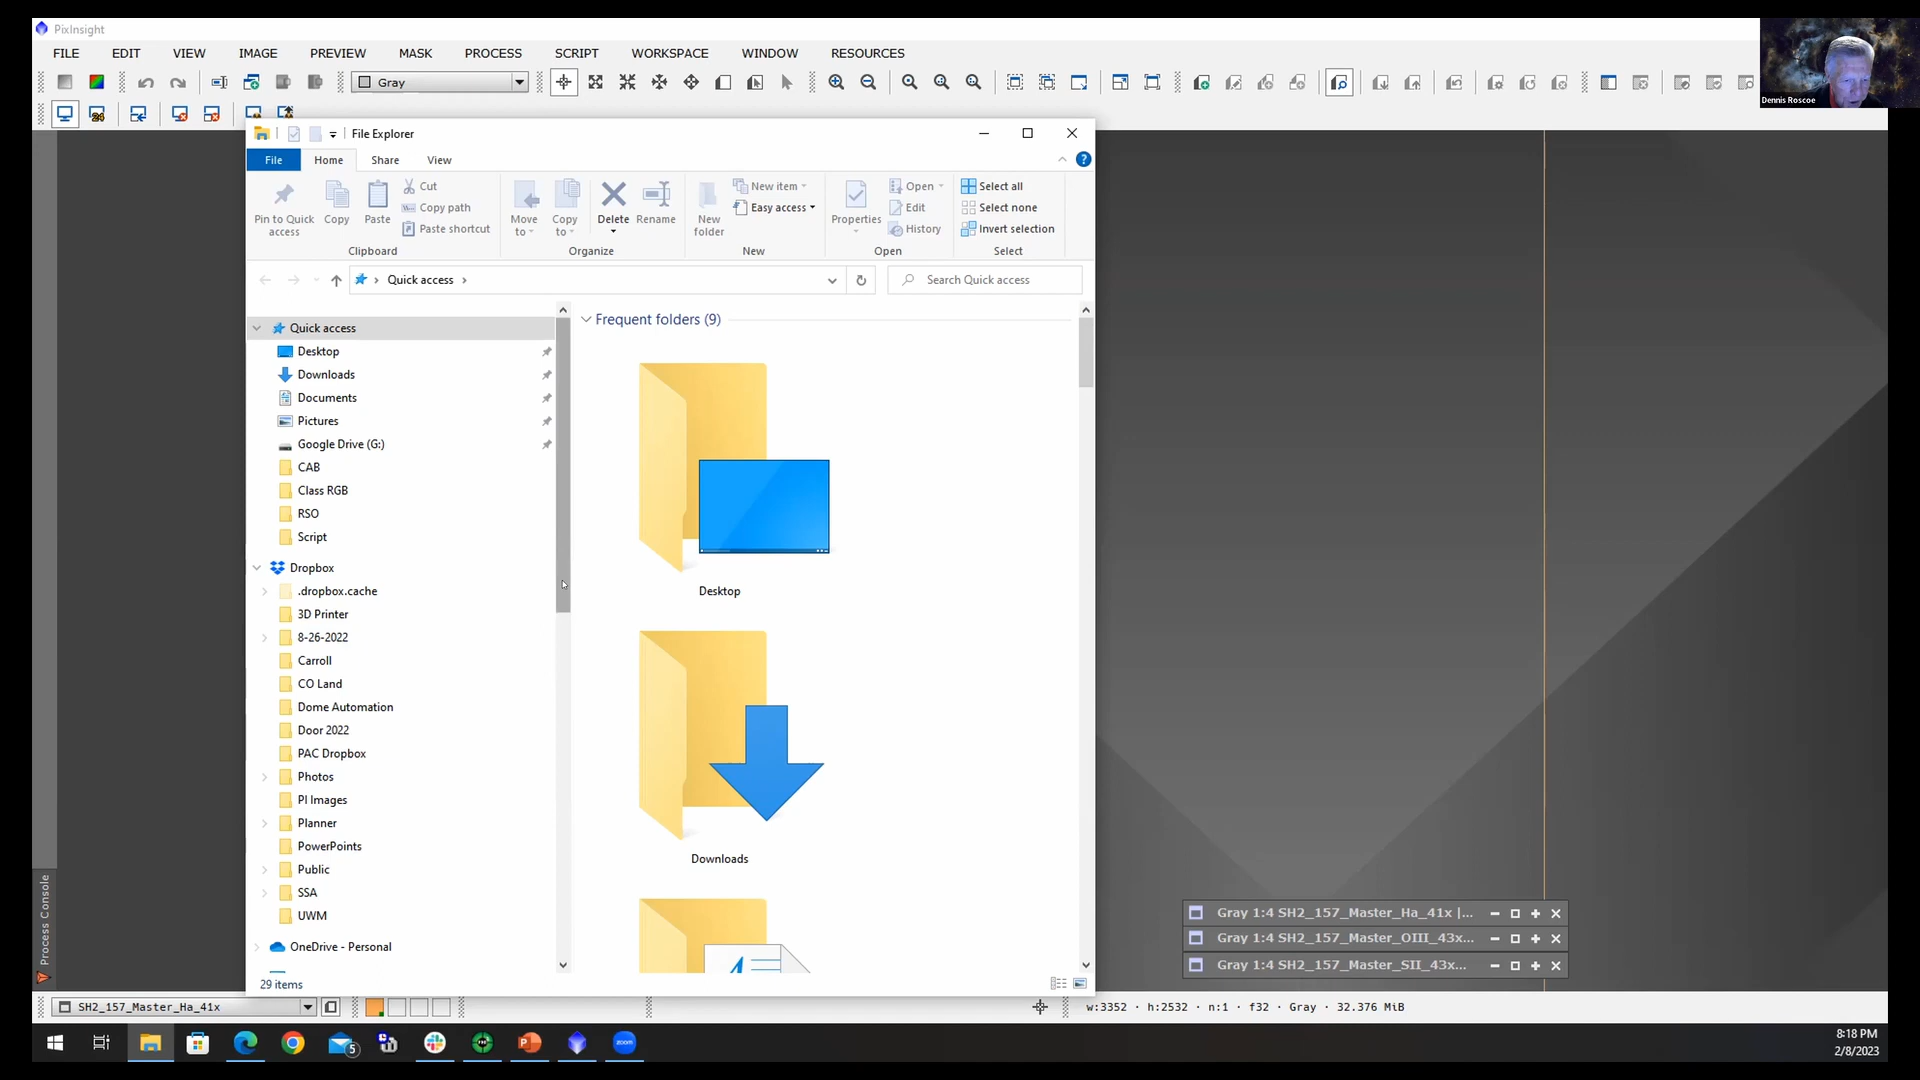 PixInsight
FILE EDIT VIEW IMAGE PREVIEW MASK PROCESS SCRIPT WORKSPACE WINDOW RESOURCES
Gray
Dennis Roscoe
File Explorer
File Home Share View
Pin to Quick access
Copy
Paste
Cut
Copy path
Paste shortcut
Clipboard
Move to
Copy to
Delete
Rename
Organize
New folder
New item
Easy access
New
Properties
Open
Edit
History
Open
Select all
Select none
Invert selection
Select
Quick access
Search Quick access
Quick access
Desktop
Downloads
Documents
Pictures
Google Drive (G:)
CAB
Class RGB
RSO
Script
Dropbox
.dropbox.cache
3D Printer
8-26-2022
Carroll
CO Land
Dome Automation
Door 2022
PAC Dropbox
Photos
PI Images
Planner
PowerPoints
Public
SSA
UWM
OneDrive - Personal
29 items
Frequent folders (9)
Desktop
Downloads
Process Console
Gray 1:4 SH2_157_Master_Ha_41x |...
Gray 1:4 SH2_157_Master_OIII_43x...
Gray 1:4 SH2_157_Master_SII_43x...
SH2_157_Master_Ha_41x
w:3352 · h:2532 · n:1 · f32 · Gray · 32.376 MiB
5
zoom
8:18 PM
2/8/2023